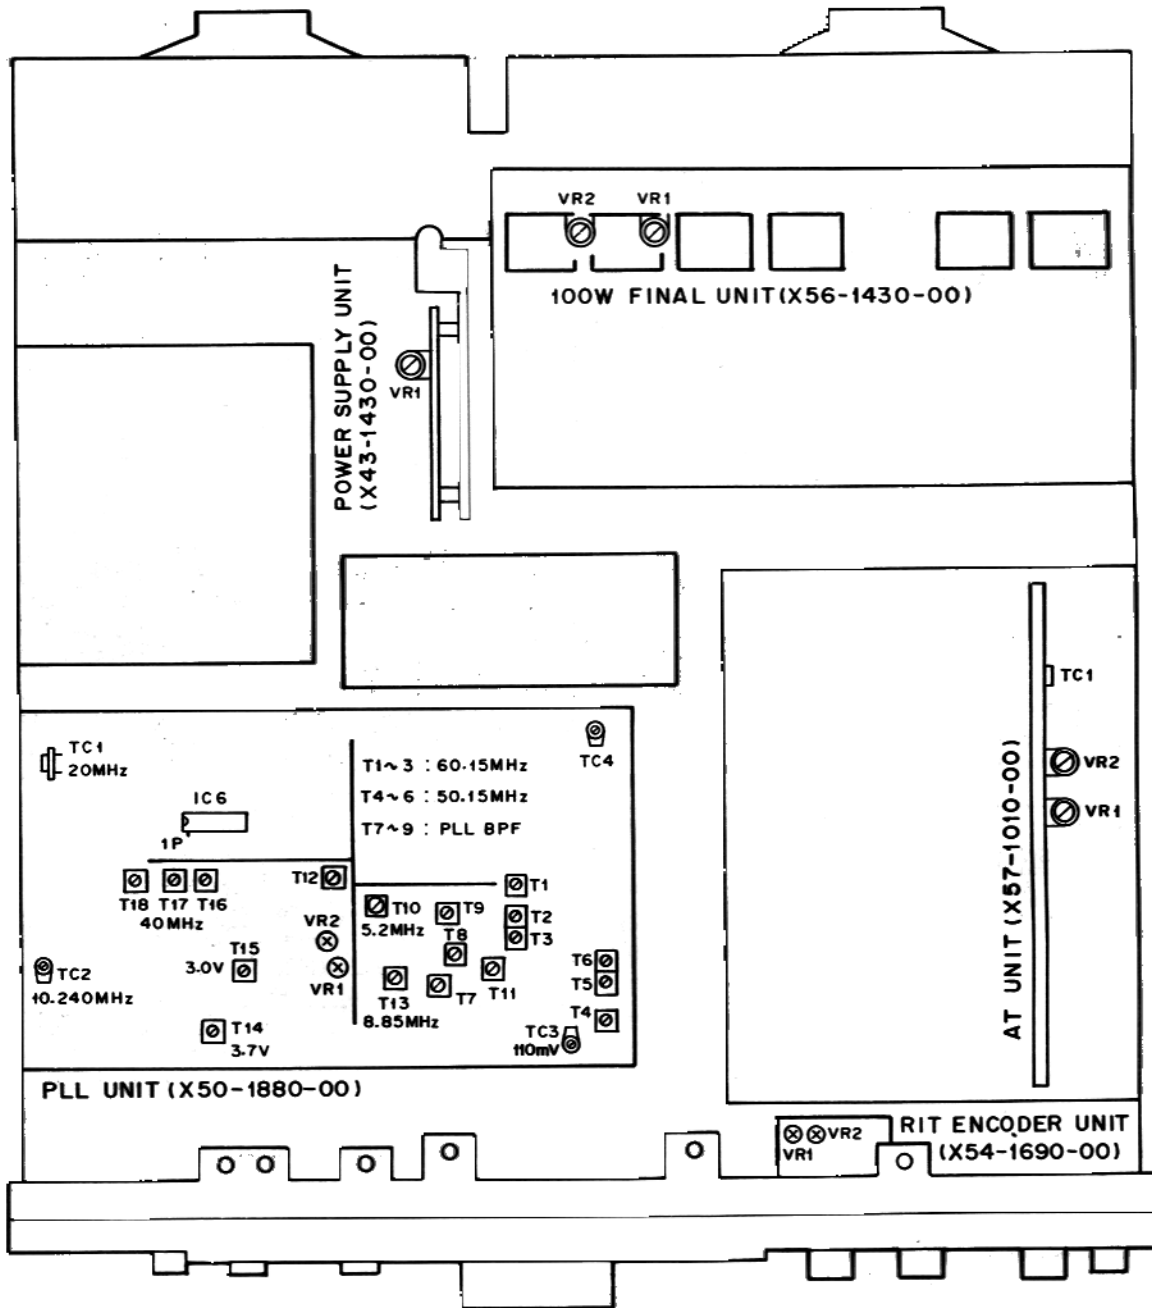 VR2 VR1
100W FINAL UNIT(X56-1430-00)
POWER SUPPLY UNIT
(X43-1430-00)
VR1
TC1
VR2
VR1
AT UNIT (X57-1010-00)
TC1
20MHz
IC6
1P
T1~3 : 60.15MHz
T4~6 : 50.15MHz
T7~9 : PLL BPF
TC4
T18 T17 T16
40MHz
T12
VR2
VR1
T15
3.0V
TC2
10.240MHz
T14
3.7V
T10
5.2MHz
T9
T8
T1
T2
T3
T13
8.85MHz
T7
T11
T6
T5
T4
TC3
110mV
PLL UNIT (X50-1880-00)
VR2
VR1
RIT ENCODER UNIT
(X54-1690-00)